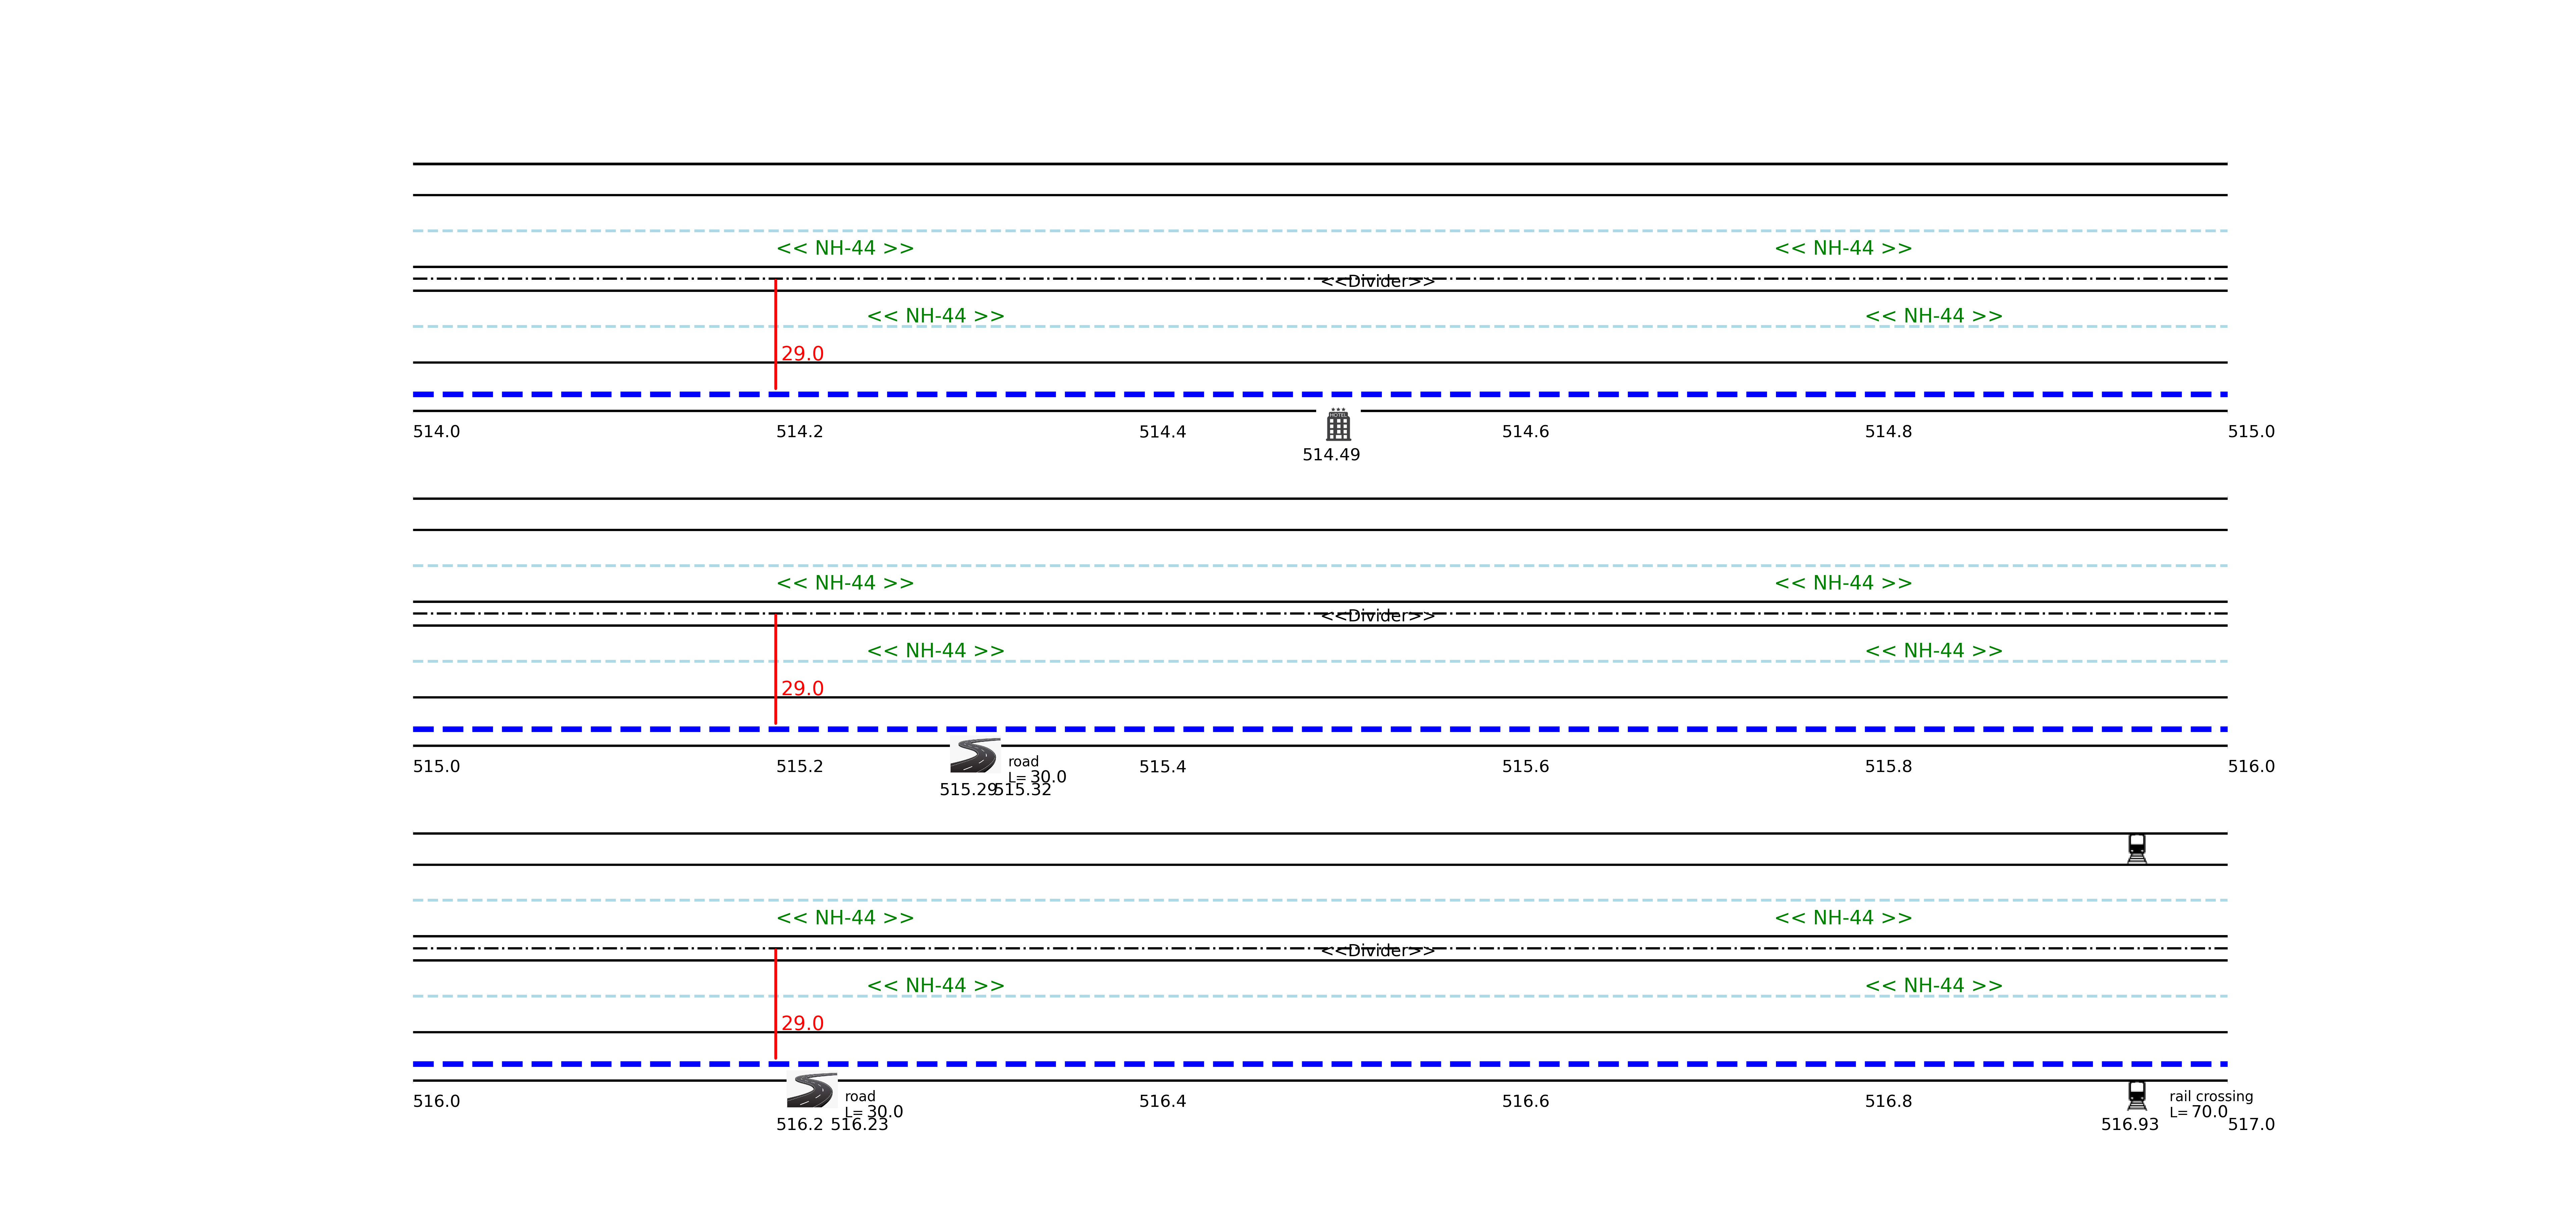 << NH-44 >> << NH-44 >>
<<Divider>>
<< NH-44 >> << NH-44 >>
29.0
HOTEL
514.0 514.2 514.4 514.6 514.8 515.0
514.49
<< NH-44 >> << NH-44 >>
<<Divider>>
<< NH-44 >> << NH-44 >>
29.0
road
515.0 515.2 515.4 515.6 515.8 516.0
L= 30.0
515.29 515.32
<< NH-44 >> << NH-44 >>
<<Divider>>
<< NH-44 >> << NH-44 >>
29.0
road rail crossing
516.0 516.4 516.6 516.8
L= 30.0 L= 70.0
516.2 516.23 516.93 517.0